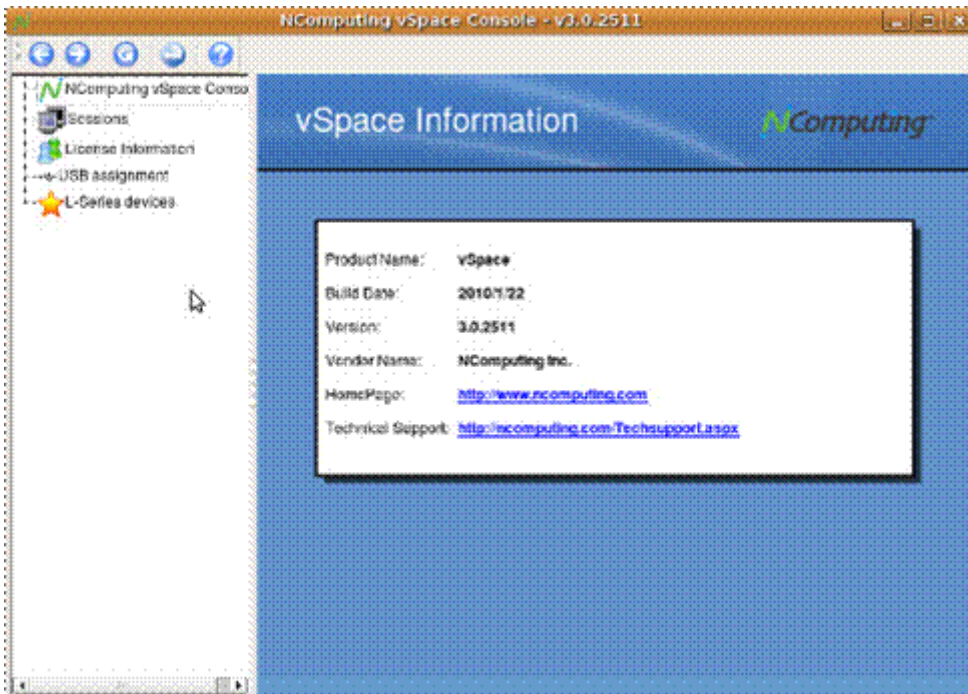 NComputing vSpace Console - v3.0.2511
NComputing vSpace Conso
Sessions
License Information
USB assignment
L-Series devices
vSpace Information
NComputing
Product Name: vSpace
Build Date: 2010/1/22
Version: 3.0.2511
Vendor Name: NComputing Inc.
HomePage: http://www.ncomputing.com
Technical Support: http://ncomputing.com/Techsupport.aspx